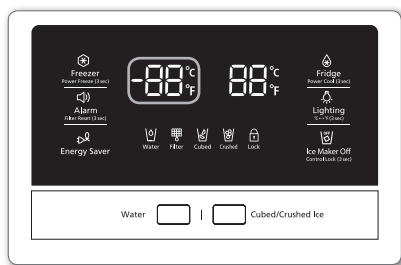 Freezer
Power Freeze (3 sec)
Alarm
Filter Reset (3 sec)
Energy Saver
-88 °C °F
88 °C °F
Water Filter Cubed Crushed Lock
Fridge
Power Cool (3 sec)
Lighting
°C↔°F (3 sec)
OFF
Ice Maker Off
Control Lock (3 sec)
Water | Cubed/Crushed Ice